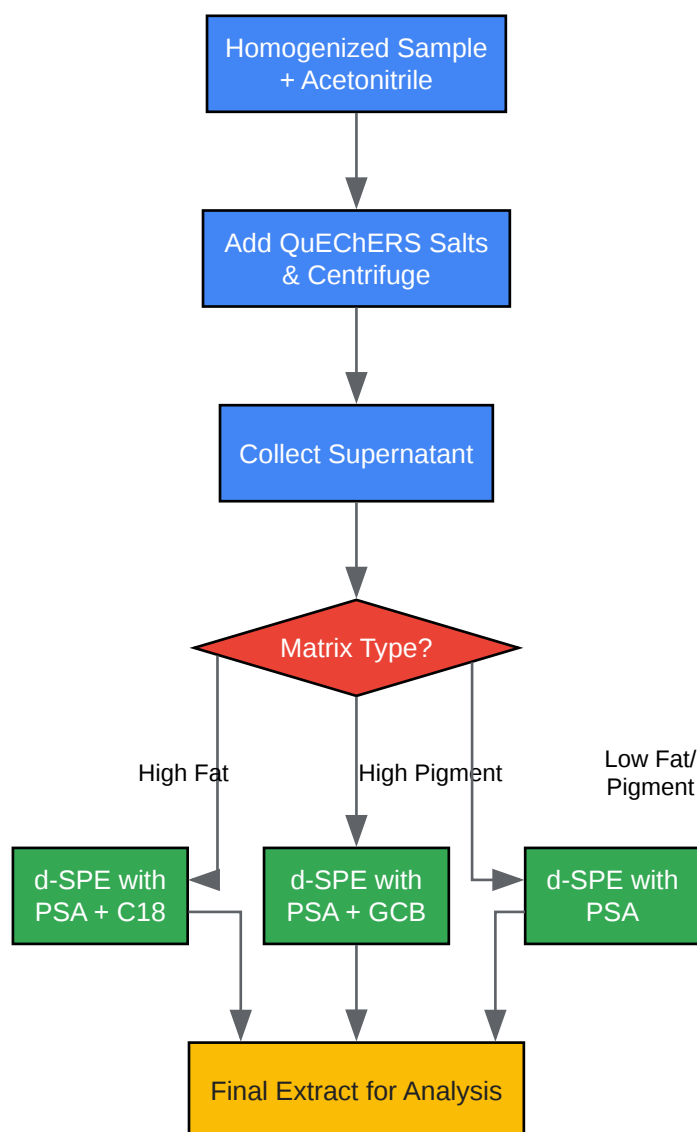 Homogenized Sample
+ Acetonitrile
Add QuEChERS Salts
& Centrifuge
Collect Supernatant
Matrix Type?
High Fat
High Pigment
Low Fat/
Pigment
d-SPE with
PSA + C18
d-SPE with
PSA + GCB
d-SPE with
PSA
Final Extract for Analysis